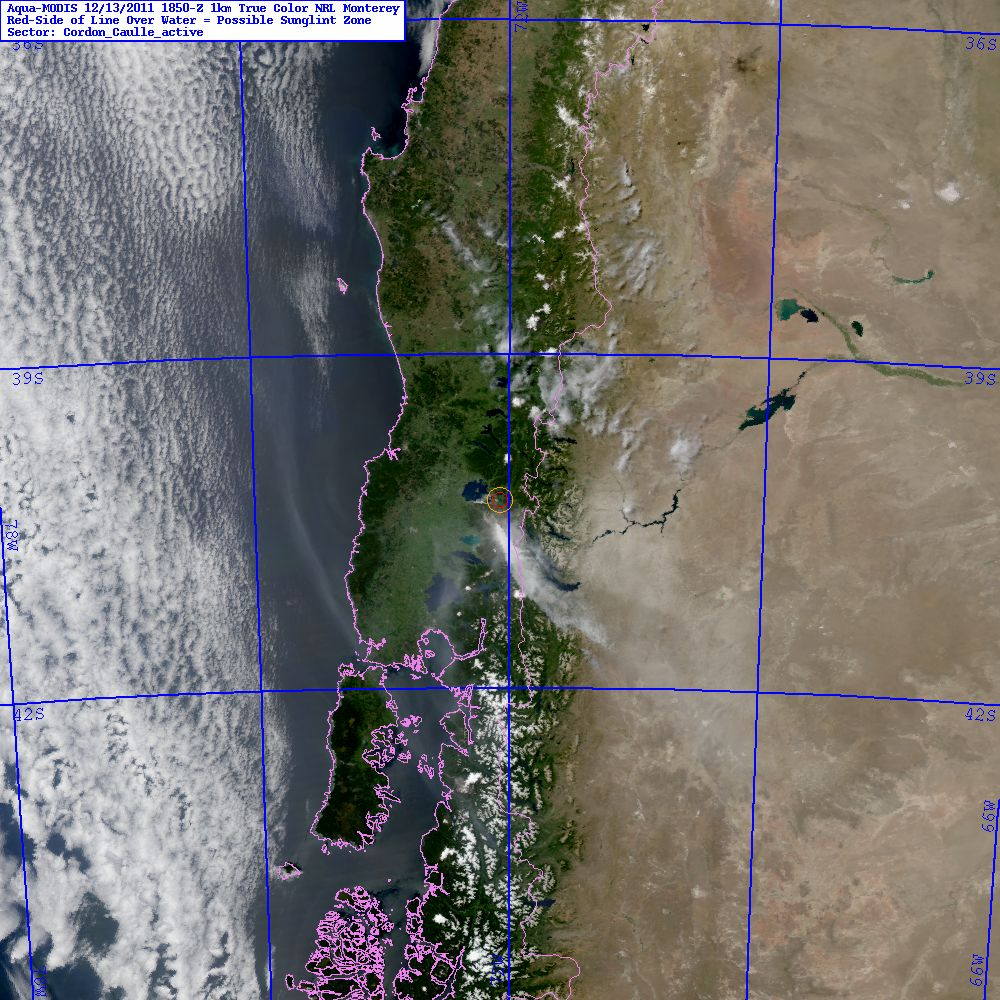 Aqua-MODIS 12/13/2011 1850-Z 1km True Color NRL Monterey
Red-Side of Line Over Water = Possible Sunglint Zone
Sector: Cordon_Caulle_active
72W
36S
36S
39S
39S
78W
42S
42S
66W
66W